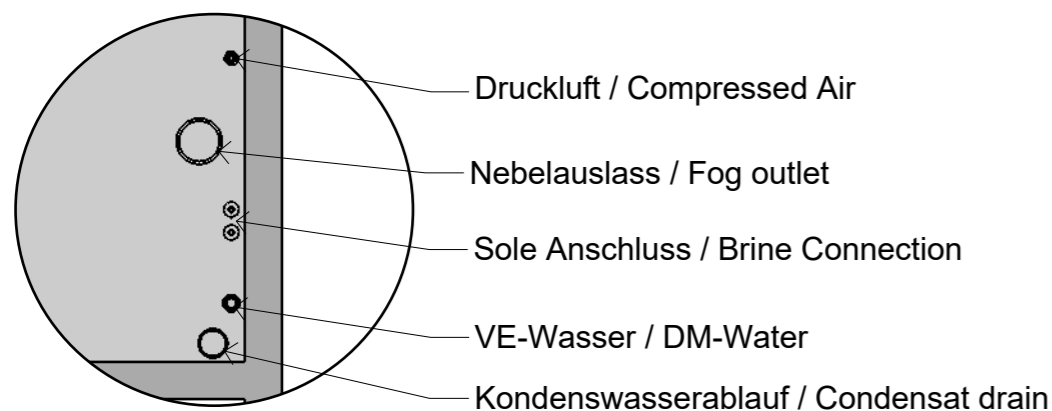 Druckluft / Compressed Air
Nebelauslass / Fog outlet
Sole Anschluss / Brine Connection
VE-Wasser / DM-Water
Kondenswasserablauf / Condensat drain